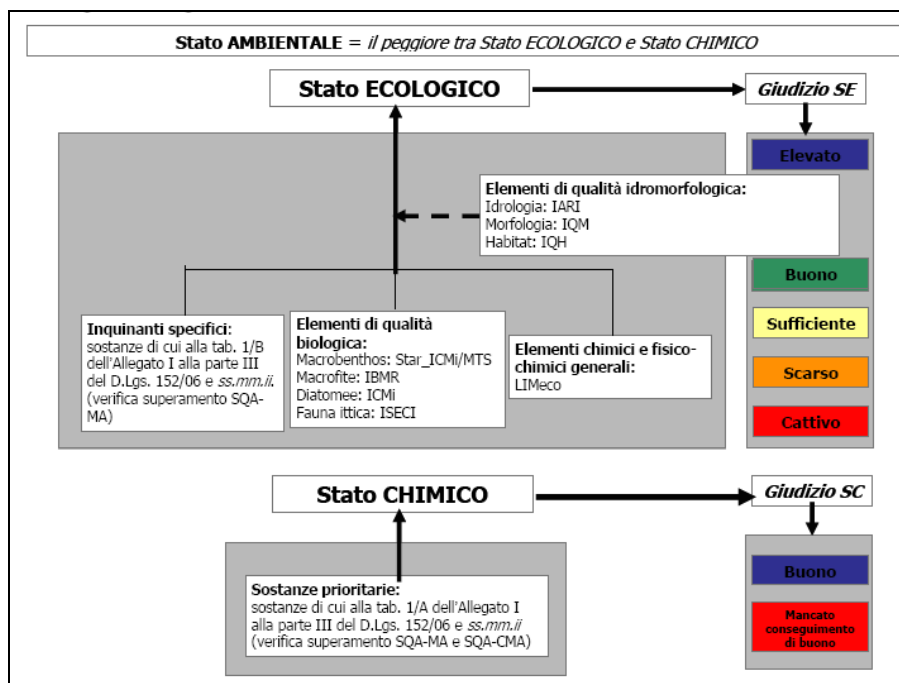 Stato AMBIENTALE = il peggiore tra Stato ECOLOGICO e Stato CHIMICO
Stato ECOLOGICO
Giudizio SE
Elevato
Elementi di qualità idromorfologica:
Idrologia: IARI
Morfologia: IQM
Habitat: IQH
Buono
Sufficiente
Scarso
Cattivo
Inquinanti specifici:
sostanze di cui alla tab. 1/B
dell'Allegato I alla parte III
del D.Lgs. 152/06 e ss.mm.ii.
(verifica superamento SQA-
MA)
Elementi di qualità
biologica:
Macrobenthos: Star_ICMi/MTS
Macrofite: IBMR
Diatomee: ICMi
Fauna ittica: ISECI
Elementi chimici e fisico-
chimici generali:
LIMeco
Stato CHIMICO
Giudizio SC
Buono
Mancato
conseguimento
di buono
Sostanze prioritarie:
sostanze di cui alla tab. 1/A dell'Allegato I
alla parte III del D.Lgs. 152/06 e ss.mm.ii
(verifica superamento SQA-MA e SQA-CMA)